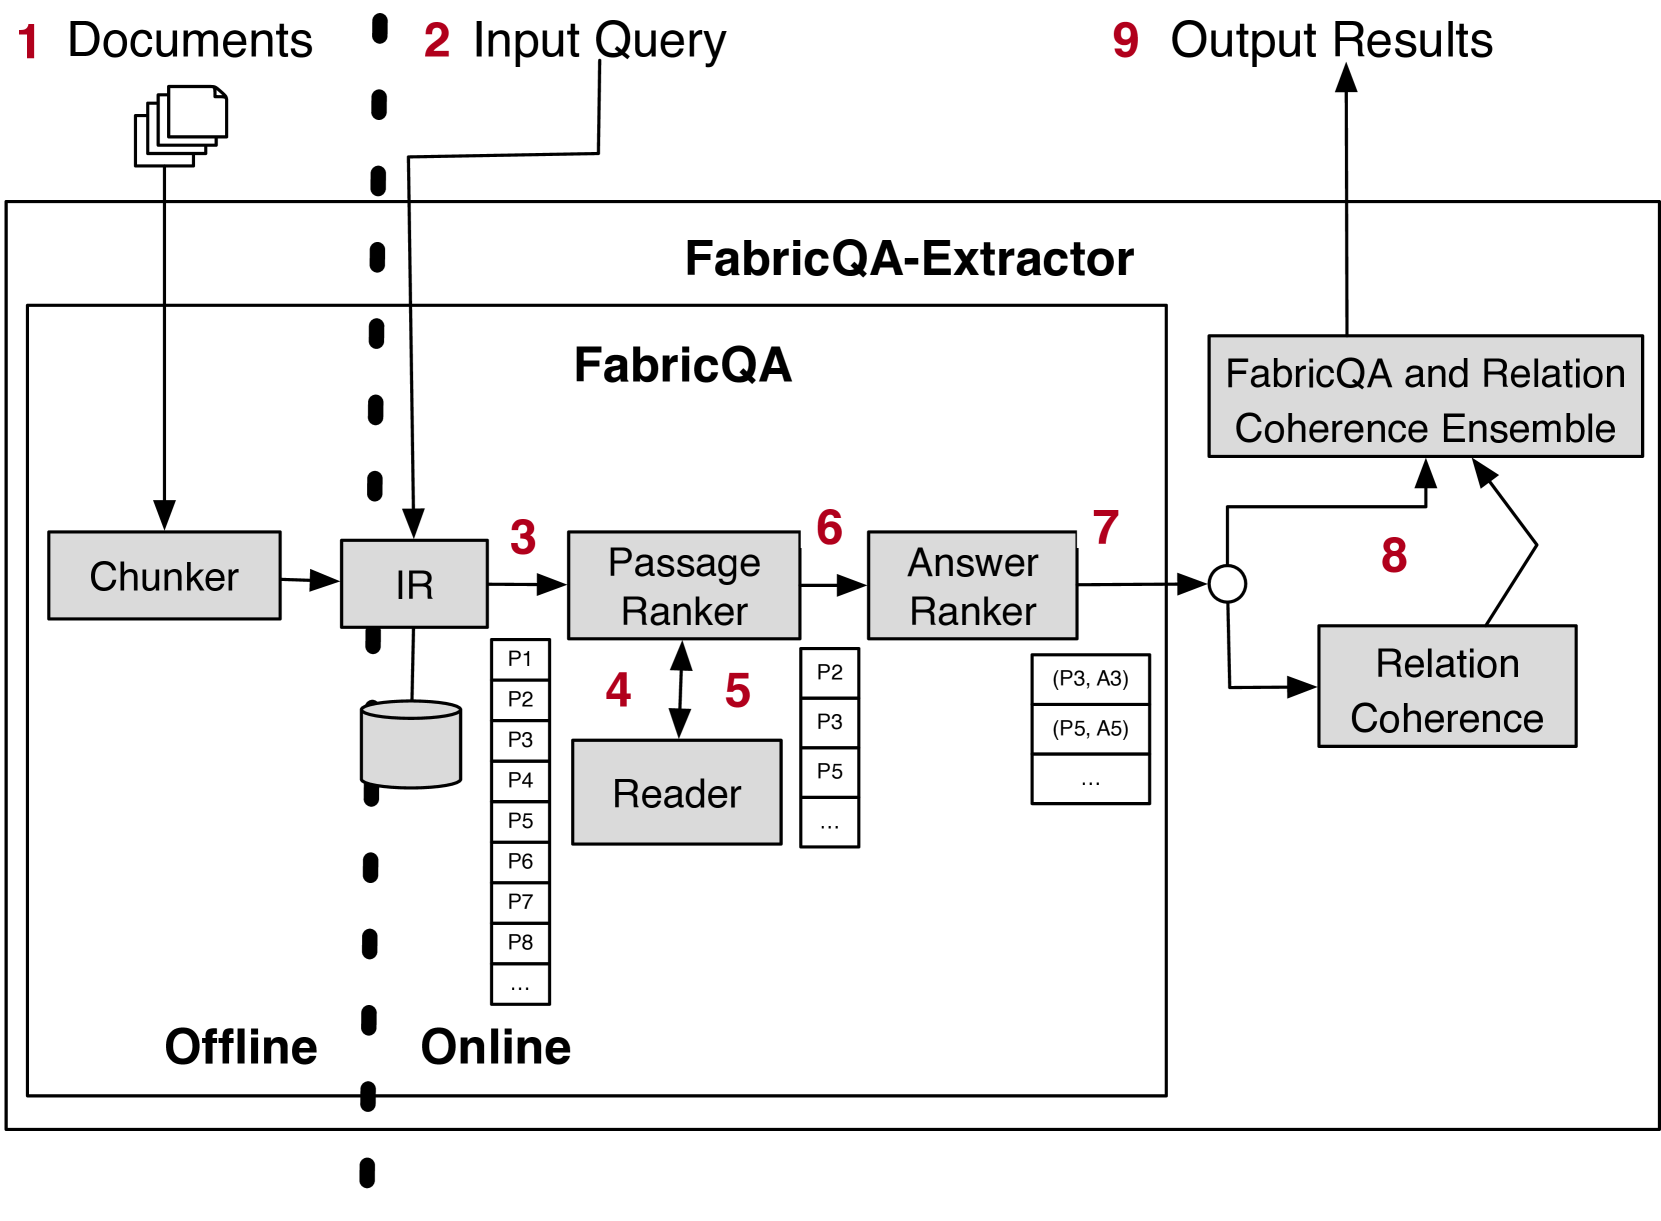 1 Documents
2 Input Query
9 Output Results
FabricQA-Extractor
FabricQA
FabricQA and Relation
Coherence Ensemble
Chunker
IR
3
Passage
Ranker
6
Answer
Ranker
7
8
4
5
Reader
Relation
Coherence
P1
P2
P3
P4
P5
P6
P7
P8
...
P2
P3
P5
...
(P3, A3)
(P5, A5)
...
Offline
Online